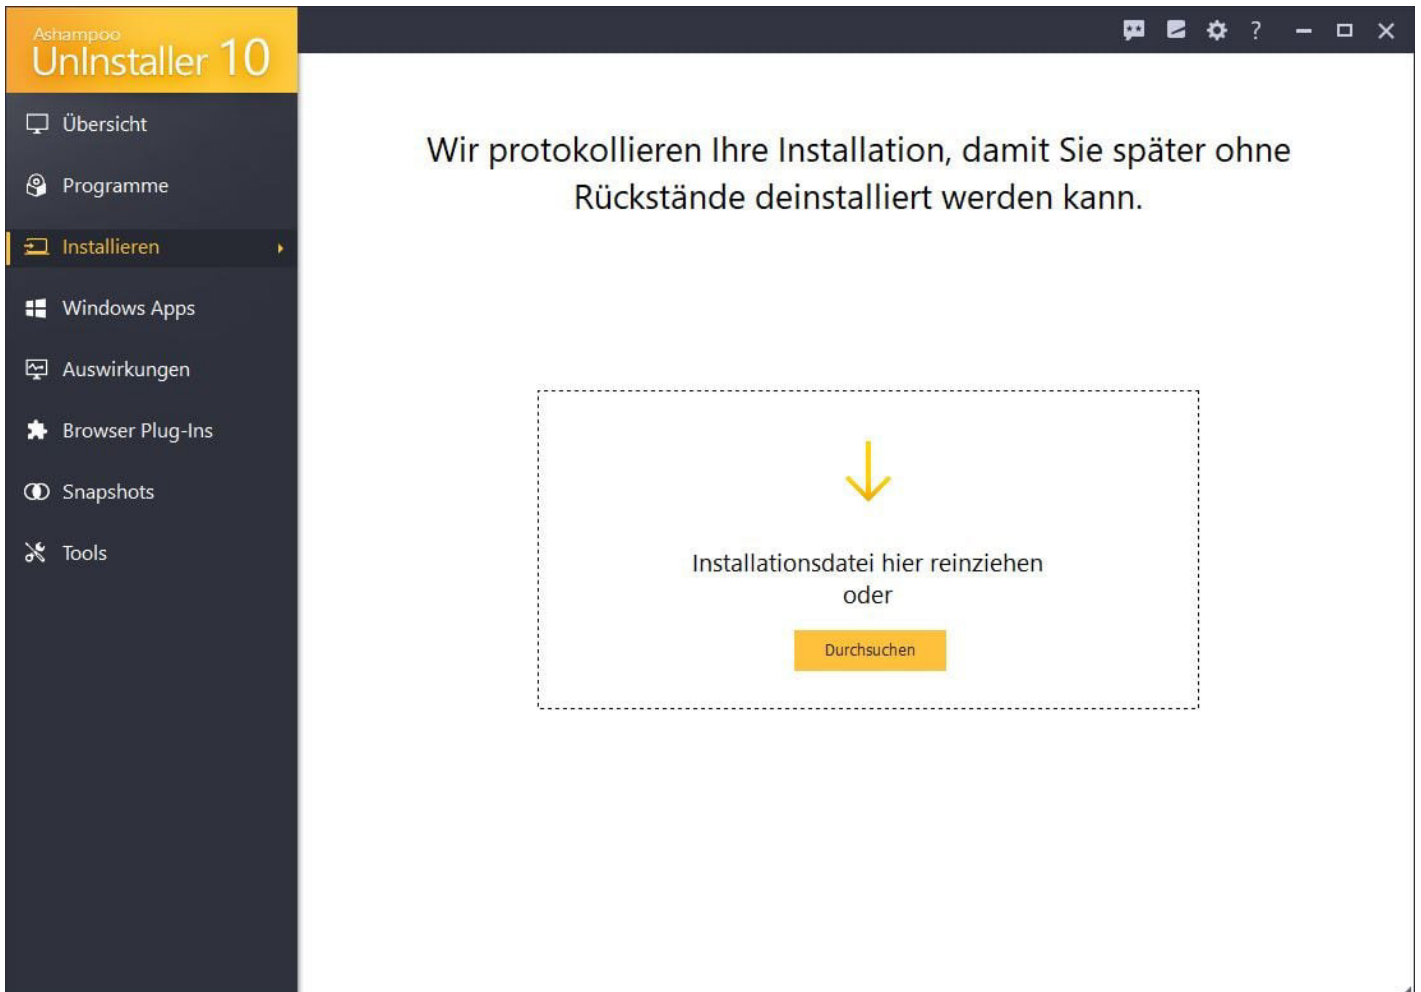 Ashampoo
UnInstaller 10
?
Übersicht
Programme
Installieren
Windows Apps
Auswirkungen
Browser Plug-Ins
Snapshots
Tools
Wir protokollieren Ihre Installation, damit Sie später ohne
Rückstände deinstalliert werden kann.
Installationsdatei hier reinziehen
oder
Durchsuchen